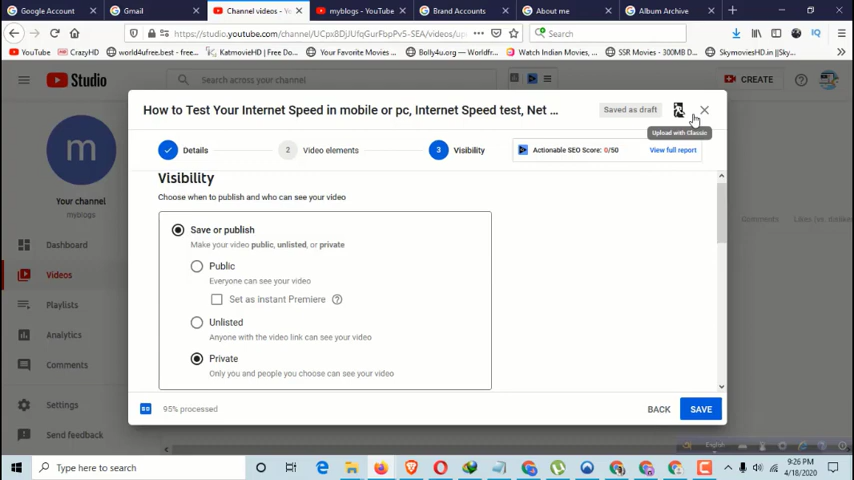 Google Account
Gmail
Channel videos - Yo
myblogs - YouTube
Brand Accounts
About me
Album Archive
https://studio.youtube.com/channel/UCpx8DjJUfqGurFbpPv5-SEA/videos/up
Search
YouTube
CrazyHD
world4ufree.best - H
KatmovieHD | Your
Your Favorite Movies
Bolly4u.org — Worldfr
Watch Indian Movies,
SSR Movies - 300MB D
SkymoviesHD.in
Studio
Search across your channel
CREATE
How to Test Your Internet Speed in mobile or pc, Internet Speed test, Net ...
Saved as draft
Upload with Classic
Details
2
Video elements
3
Visibility
Actionable SEO Score: 0/50
View full report
m
Your channel
myblogs
Dashboard
Videos
Playlists
Analytics
Comments
Settings
Send feedback
Visibility
Choose when to publish and who can see your video
Save or publish
Make your video public, unlisted, or private
Public
Everyone can see your video
Set as instant Premiere
Unlisted
Anyone with the video link can see your video
Private
Only you and people you choose can see your video
Comments
Likes (vs. dislikes
SD
95% processed
BACK
SAVE
English
Type here to search
9:26 PM
4/18/2020